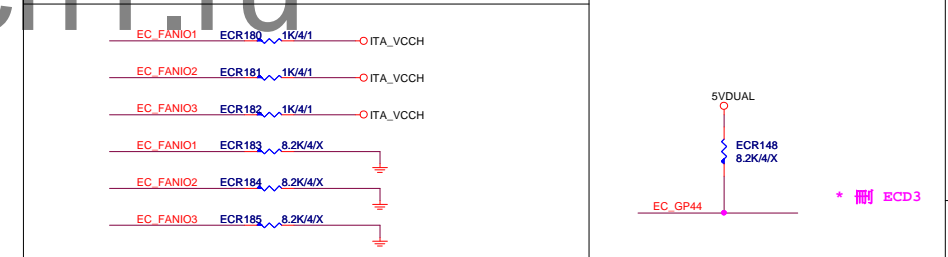 EC_FANIO1 ECR180 1K/4/1 ITA_VCCH
EC_FANIO2 ECR181 1K/4/1 ITA_VCCH
EC_FANIO3 ECR182 1K/4/1 ITA_VCCH
EC_FANIO1 ECR183 8.2K/4/X
EC_FANIO2 ECR184 8.2K/4/X
EC_FANIO3 ECR185 8.2K/4/X
5VDUAL
ECR148
8.2K/4/X
EC_GP44
* 刪 ECD3